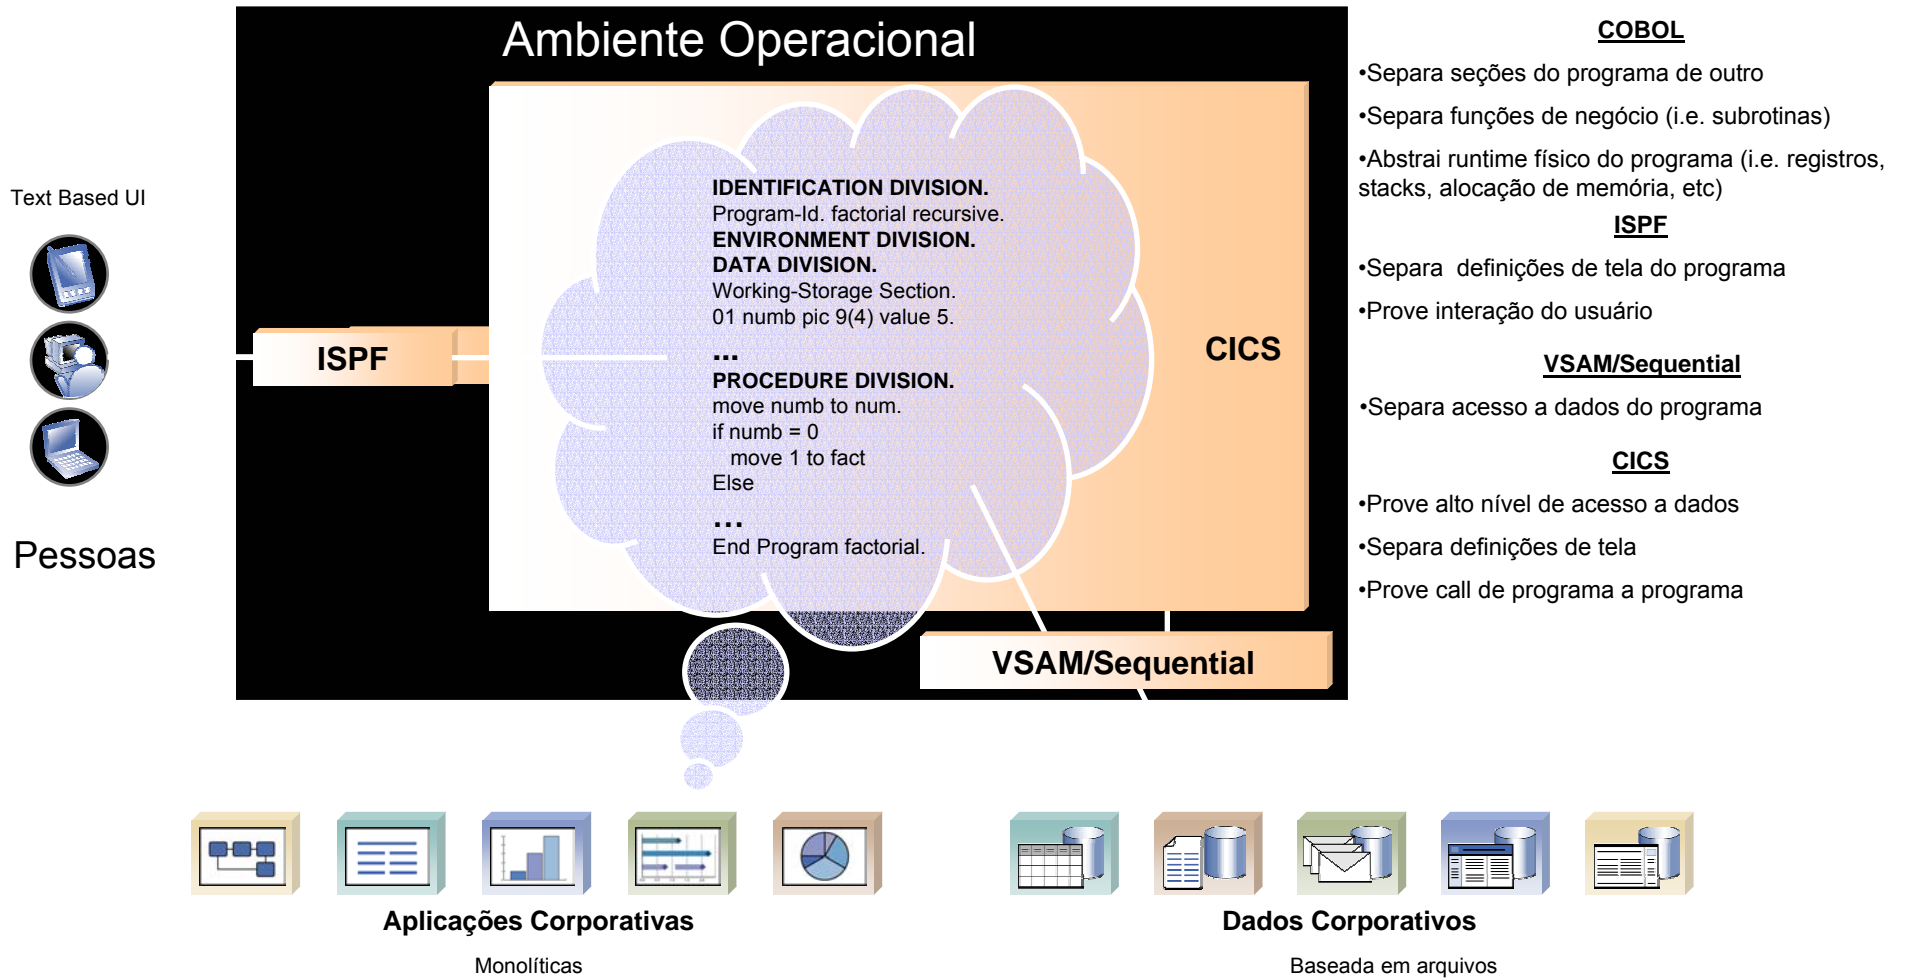 Ambiente Operacional
Text Based UI
Pessoas
ISPF
IDENTIFICATION DIVISION.
Program-Id. factorial recursive.
ENVIRONMENT DIVISION.
DATA DIVISION.
Working-Storage Section.
01 numb pic 9(4) value 5.
...
PROCEDURE DIVISION.
move numb to num.
if numb = 0
move 1 to fact
Else
...
End Program factorial.
CICS
VSAM/Sequential
COBOL
•Separa seções do programa de outro
•Separa funções de negócio (i.e. subrotinas)
•Abstrai runtime físico do programa (i.e. registros,
stacks, alocação de memória, etc)
ISPF
•Separa definições de tela do programa
•Prove interação do usuário
VSAM/Sequential
•Separa acesso a dados do programa
CICS
•Prove alto nível de acesso a dados
•Separa definições de tela
•Prove call de programa a programa
Aplicações Corporativas
Monolíticas
Dados Corporativos
Baseada em arquivos